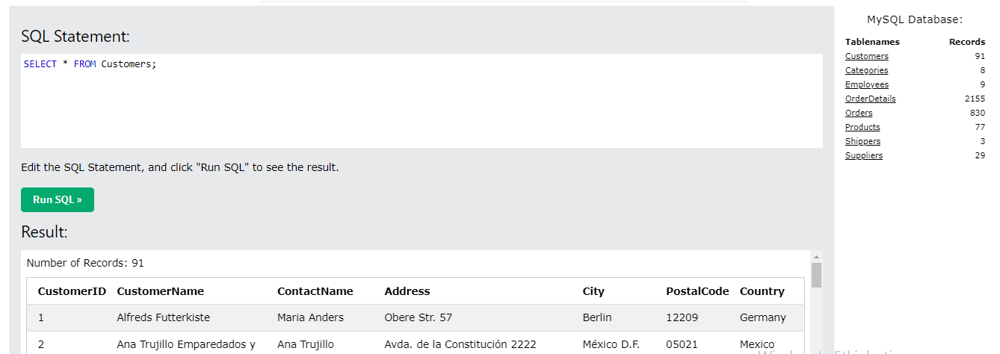 SQL Statement:
SELECT * FROM Customers;
Edit the SQL Statement, and click "Run SQL" to see the result.
Run SQL »
Result:
Number of Records: 91
CustomerID CustomerName ContactName Address City PostalCode Country
1 Alfreds Futterkiste Maria Anders Obere Str. 57 Berlin 12209 Germany
2 Ana Trujillo Emparedados y Ana Trujillo Avda. de la Constitución 2222 México D.F. 05021 Mexico
MySQL Database:
Tablenames Records
Customers 91
Categories 8
Employees 9
OrderDetails 2155
Orders 830
Products 77
Shippers 3
Suppliers 29